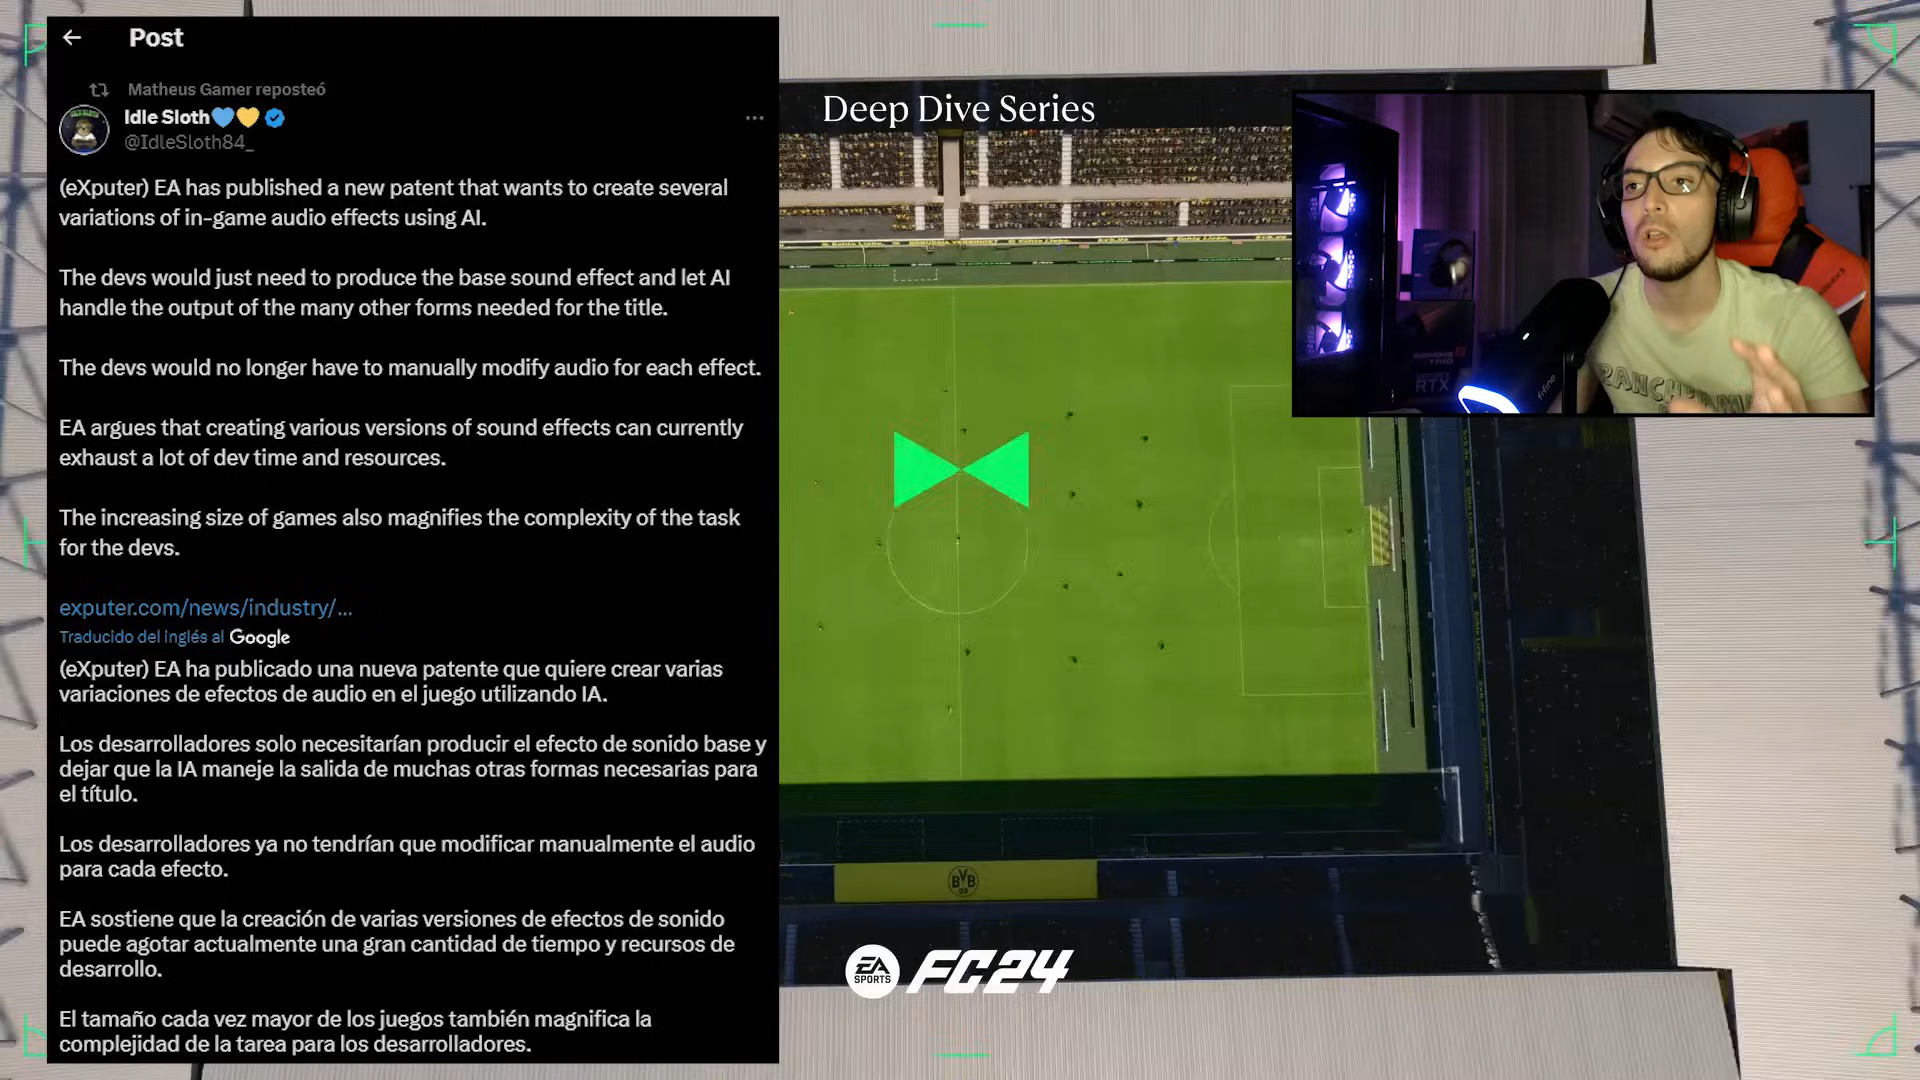 Post
Matheus Gamer reposteó
Idle Sloth💙💛
@IdleSloth84_
(eXputer) EA has published a new patent that wants to create several
variations of in-game audio effects using AI.
The devs would just need to produce the base sound effect and let AI
handle the output of the many other forms needed for the title.
The devs would no longer have to manually modify audio for each effect.
EA argues that creating various versions of sound effects can currently
exhaust a lot of dev time and resources.
The increasing size of games also magnifies the complexity of the task
for the devs.
exputer.com/news/industry/...
Traducido del inglés al Google
(eXputer) EA ha publicado una nueva patente que quiere crear varias
variaciones de efectos de audio en el juego utilizando IA.
Los desarrolladores solo necesitarían producir el efecto de sonido base y
dejar que la IA maneje la salida de muchas otras formas necesarias para
el título.
Los desarrolladores ya no tendrían que modificar manualmente el audio
para cada efecto.
EA sostiene que la creación de varias versiones de efectos de sonido
puede agotar actualmente una gran cantidad de tiempo y recursos de
desarrollo.
El tamaño cada vez mayor de los juegos también magnifica la
complejidad de la tarea para los desarrolladores.
Deep Dive Series
GAMING
TRIO
RTX
fifine
BVB
09
EA
SPORTS
FC24